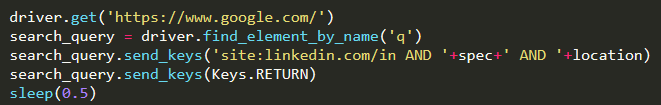 driver.get('https://www.google.com/')
search_query = driver.find_element_by_name('q')
search_query.send_keys('site:linkedin.com/in AND '+spec+' AND '+location)
search_query.send_keys(Keys.RETURN)
sleep(0.5)